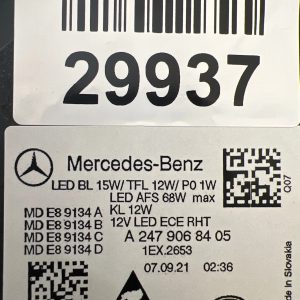 29937
Mercedes-Benz
LED BL 15W/ TFL 12W/ P0 1W
LED AFS 68W max
KL 12W
12V LED ECE RHT
MD E8 9134 A
MD E8 9134 B
MD E8 9134 C
MD E8 9134 D
A 247 906 84 05
1EX.2653
07.09.21 02:36
Q07
de in Slovakia